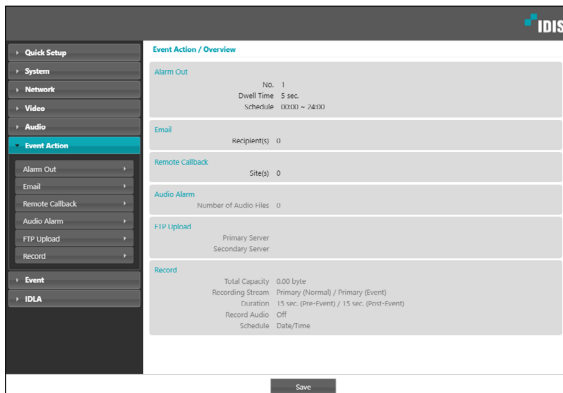 IDIS
Quick Setup
System
Network
Video
Audio
Event Action
Alarm Out
Email
Remote Callback
Audio Alarm
FTP Upload
Record
Event
IDLA
Event Action / Overview
Alarm Out
No. 1
Dwell Time 5 sec.
Schedule 00:00 ~ 24:00
Email
Recipient(s) 0
Remote Callback
Site(s) 0
Audio Alarm
Number of Audio Files 0
FTP Upload
Primary Server
Secondary Server
Record
Total Capacity 0.00 byte
Recording Stream Primary (Normal) / Primary (Event)
Duration 15 sec. (Pre-Event) / 15 sec. (Post-Event)
Record Audio Off
Schedule Date/Time
Save